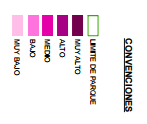 CONVENCIONES
LIMITE DE PARQUE
MUY ALTO
ALTO
MEDIO
BAJO
MUY BAJO